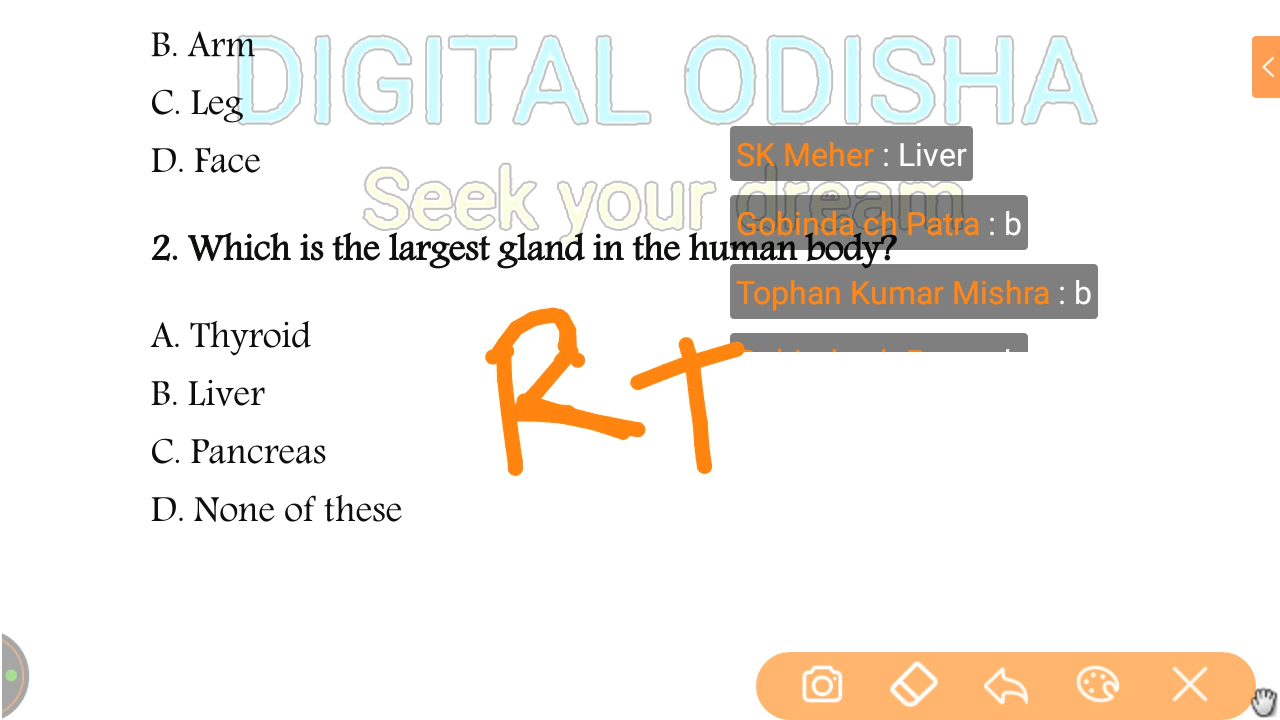 B. Arm
DIGITAL ODISHA
C. Leg
D. Face
SK Meher : Liver
Seek your dream
Gobinda ch Patra : b
2. Which is the largest gland in the human body?
Tophan Kumar Mishra : b
A. Thyroid
RT
B. Liver
C. Pancreas
D. None of these